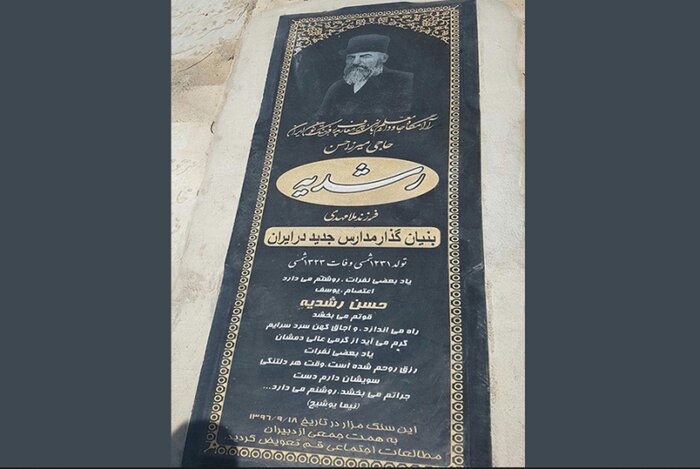 آرامگاه
حاجی میرزا حسن
رشدیه
فرزند ملا مهدی
بنیان گذار مدارس جدید در ایران
تولد ۱۲۳۱ شمسی وفات ۱۳۲۳ شمسی
یاد بعضی نفرات ، روشنم می دارد
اعتصام ، یوسف
حسن رشدیه
قوتم می بخشد
راه می اندازد . و اجاق کهن سرد سرایم
گرم می آید از گرمی عالی دمشان
یاد بعضی نفرات
رزق روحم شده است . وقت هر دلتنگی
سویشان دارم دست
جراتم می بخشد . روشنم می دارد...
(نیما یوشیج)
این سنگ مزار در تاریخ ۱۳۹۶/۹/۱۸
به همت جمعی از دبیران
مطالعات اجتماعی قم تعویض گردید.